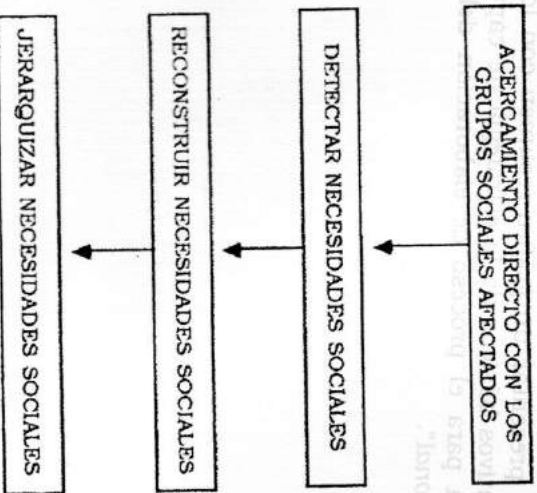 ACERCAMIENTO DIRECTO CON LOS
GRUPOS SOCIALES AFECTADOS
DETECTAR NECESIDADES SOCIALES
RECONSTRUIR NECESIDADES SOCIALES
JERARQUIZAR NECESIDADES SOCIALES